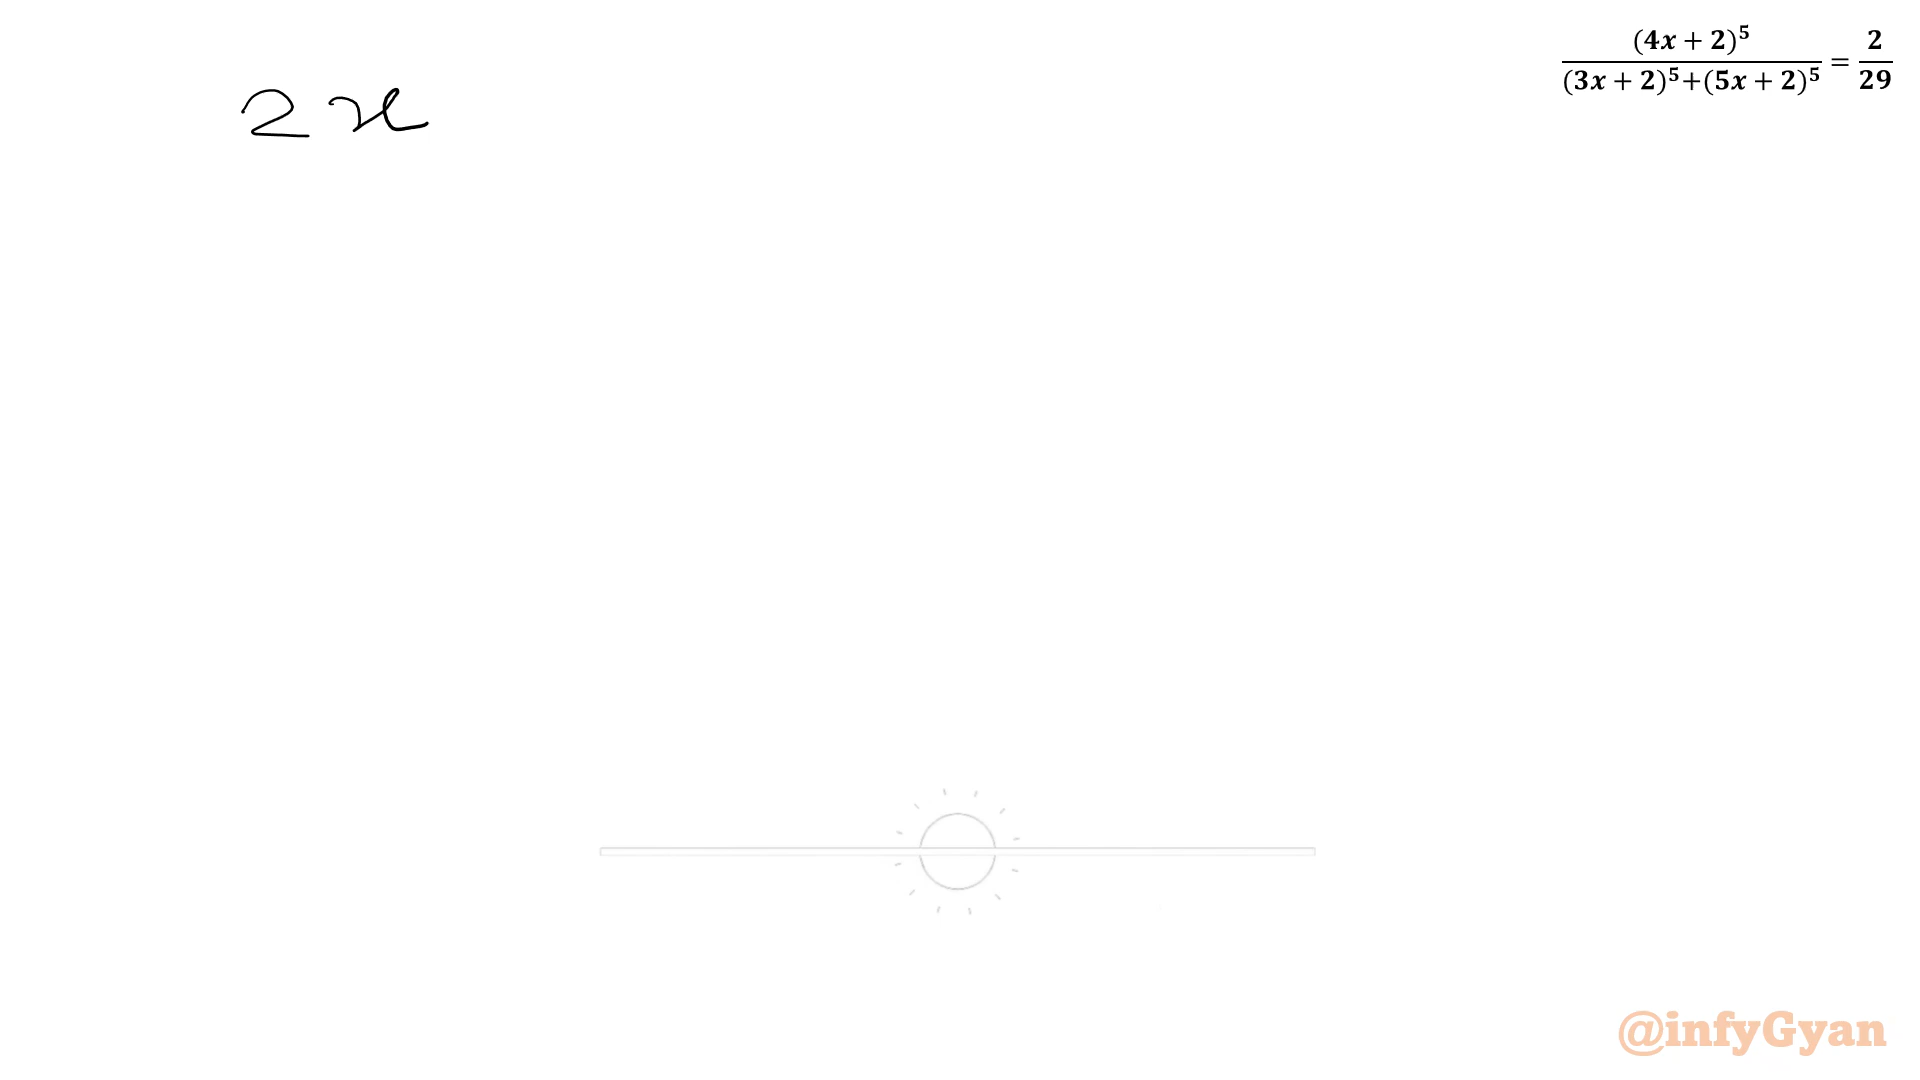 (4x + 2)⁵
(3x + 2)⁵+(5x + 2)⁵ = 2/29
2x
@infyGyan